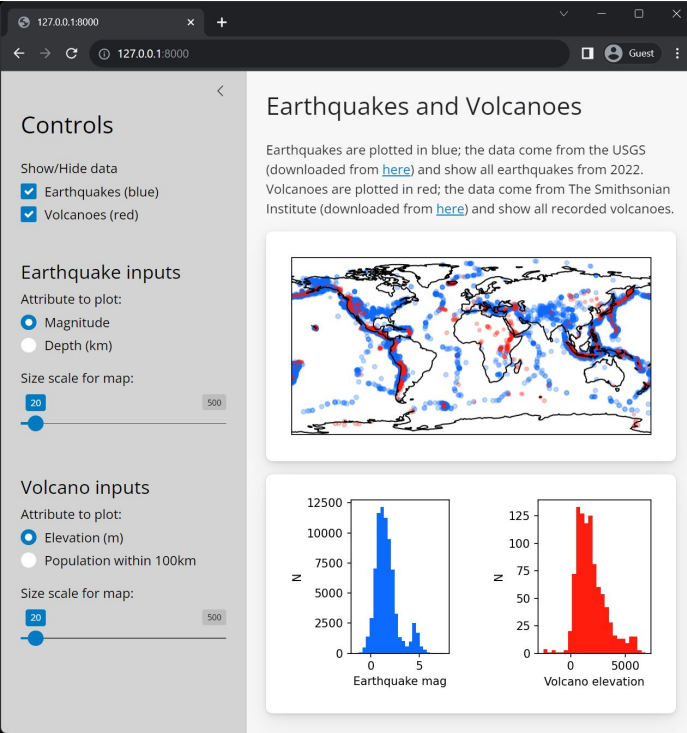 127.0.0.1:8000
127.0.0.1:8000
Guest
Controls
Show/Hide data
Earthquakes (blue)
Volcanoes (red)
Earthquake inputs
Attribute to plot:
Magnitude
Depth (km)
Size scale for map:
20 500
Volcano inputs
Attribute to plot:
Elevation (m)
Population within 100km
Size scale for map:
20 500
Earthquakes and Volcanoes
Earthquakes are plotted in blue; the data come from the USGS
(downloaded from here) and show all earthquakes from 2022.
Volcanoes are plotted in red; the data come from The Smithsonian
Institute (downloaded from here) and show all recorded volcanoes.
12500
10000
7500
5000
2500
0
N
0 5
Earthquake mag
125
100
75
50
25
0
N
0 5000
Volcano elevation